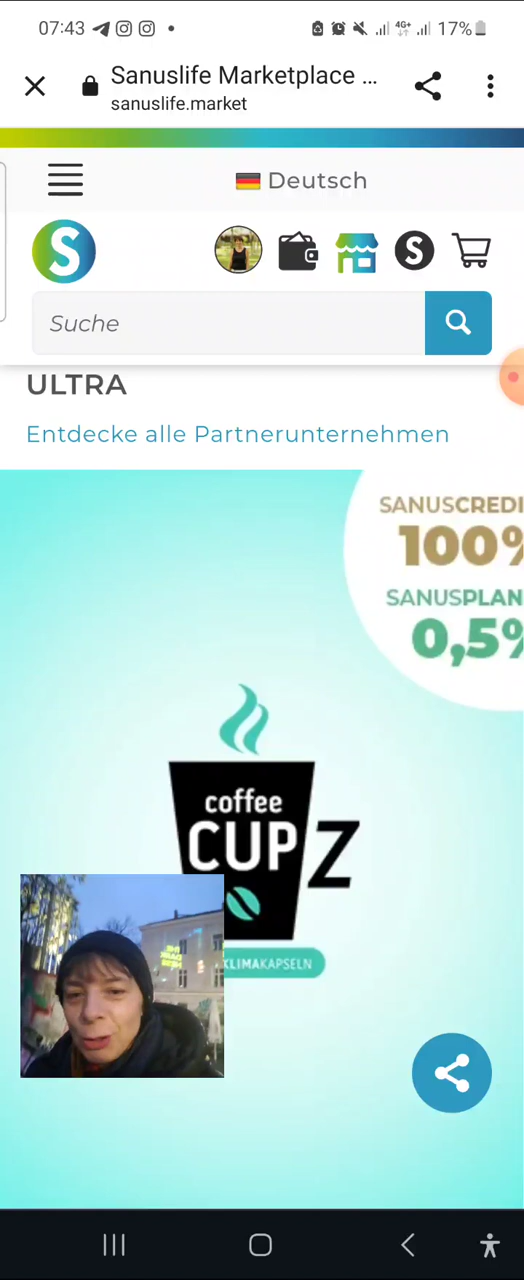 07:43
4G+
17%
Sanuslife Marketplace ...
sanuslife.market
Deutsch
S
S
Suche
ULTRA
Entdecke alle Partnerunternehmen
SANUSCREDI
100%
SANUSPLAN
0,5%
coffee
CUPZ
KLIMAKAPSELN